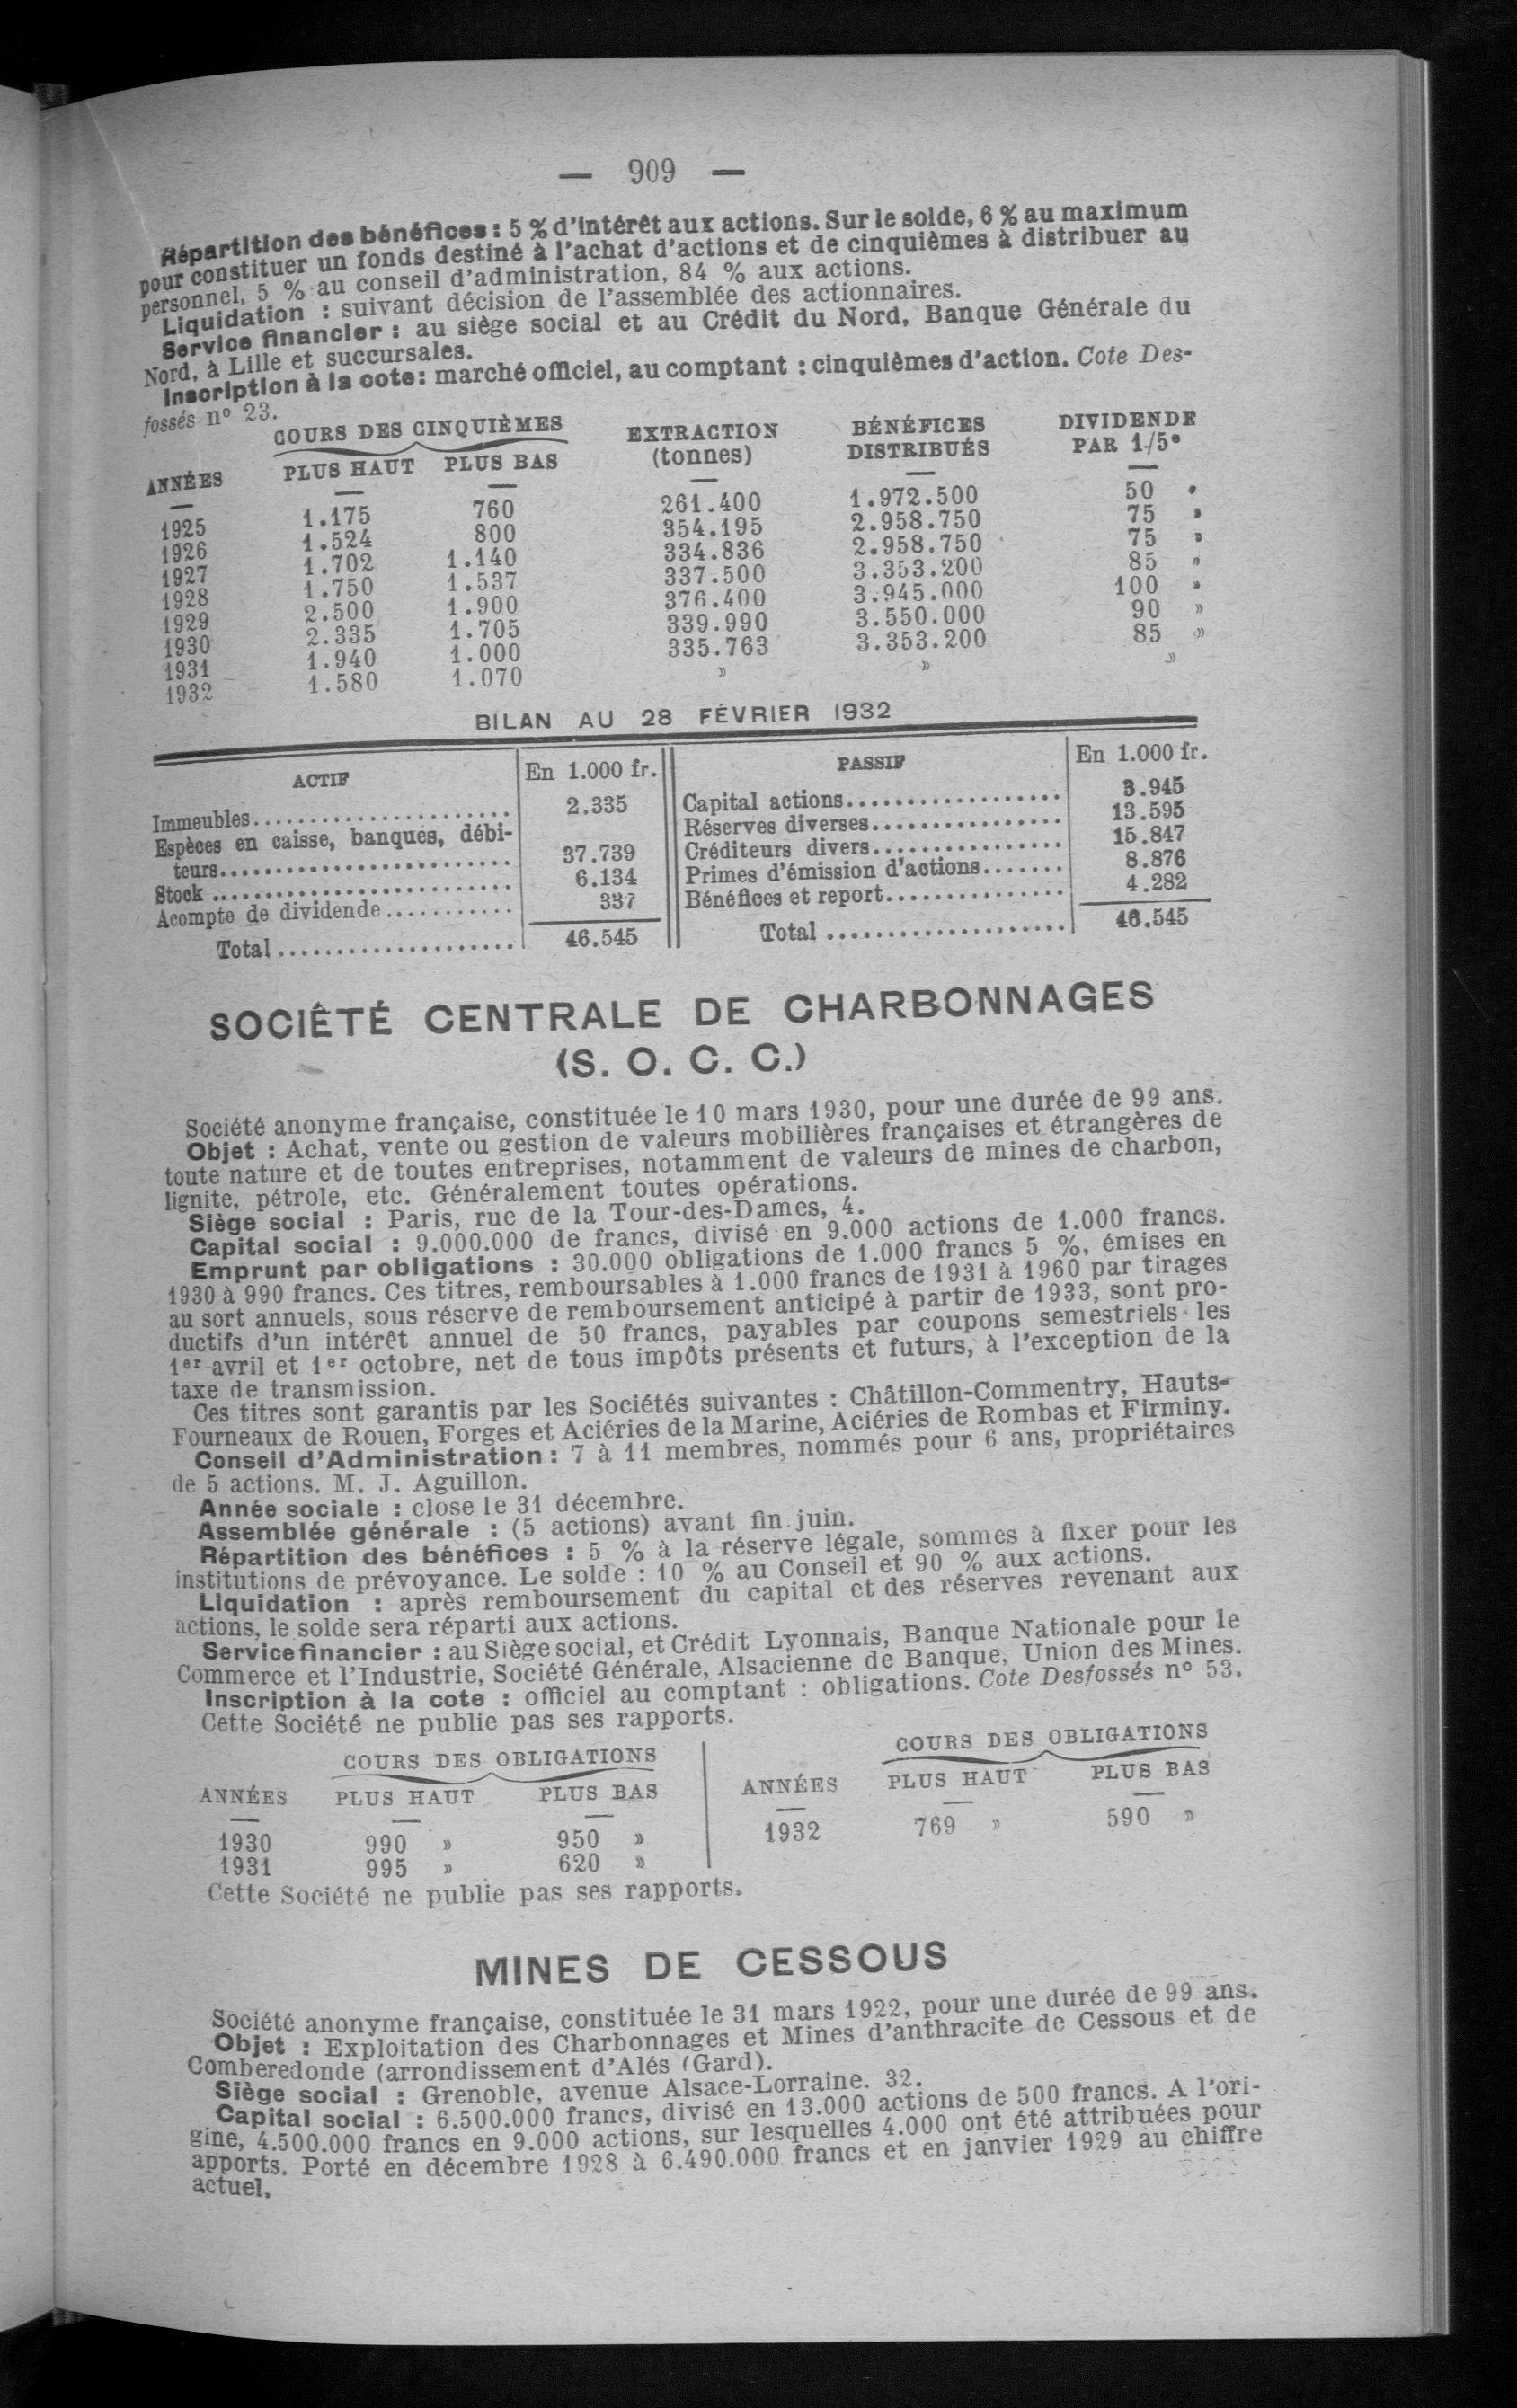 — 909 —
Répartition des bénéfices : 5 % d'intérêt aux actions. Sur le solde, 6 % au maximum
pour constituer un fonds destiné à l'achat d'actions et de cinquièmes à distribuer au
personnel, 5 % au conseil d'administration, 84 % aux actions.
Liquidation : suivant décision de l'assemblée des actionnaires.
Service financier : au siège social et au Crédit du Nord, Banque Générale du
Nord, à Lille et succursales.
Inscription à la cote : marché officiel, au comptant : cinquièmes d'action. Cote Des-
fossés nº 23.
COURS DES CINQUIÈMES EXTRACTION BÉNÉFICES DIVIDENDE
ANNÉES PLUS HAUT PLUS BAS (tonnes) DISTRIBUÉS PAR 1/5e
1925 1.175 760 261.400 1.972.500 50 »
1926 1.524 800 354.195 2.958.750 75 »
1927 1.702 1.140 334.836 2.958.750 75 »
1928 1.750 1.537 337.500 3.353.200 85 »
1929 2.500 1.900 376.400 3.945.000 100 »
1930 2.335 1.705 339.990 3.550.000 90 »
1931 1.940 1.000 335.763 3.353.200 85 »
1932 1.580 1.070 » » »
BILAN AU 28 FÉVRIER 1932
ACTIF En 1.000 fr. PASSIF En 1.000 fr.
Immeubles 2.335 Capital actions 3.945
Espèces en caisse, banques, débi- Réserves diverses 13.595
teurs 37.739 Créditeurs divers 15.847
Stock 6.134 Primes d'émission d'actions 8.876
Acompte de dividende 337 Bénéfices et report 4.282
Total 46.545 Total 46.545
SOCIÉTÉ CENTRALE DE CHARBONNAGES
(S. O. C. C.)
Société anonyme française, constituée le 10 mars 1930, pour une durée de 99 ans.
Objet : Achat, vente ou gestion de valeurs mobilières françaises et étrangères de
toute nature et de toutes entreprises, notamment de valeurs de mines de charbon,
lignite, pétrole, etc. Généralement toutes opérations.
Siège social : Paris, rue de la Tour-des-Dames, 4.
Capital social : 9.000.000 de francs, divisé en 9.000 actions de 1.000 francs.
Emprunt par obligations : 30.000 obligations de 1.000 francs 5 %, émises en
1930 à 990 francs. Ces titres, remboursables à 1.000 francs de 1931 à 1960 par tirages
au sort annuels, sous réserve de remboursement anticipé à partir de 1933, sont pro-
ductifs d'un intérêt annuel de 50 francs, payables par coupons semestriels les
1er avril et 1er octobre, net de tous impôts présents et futurs, à l'exception de la
taxe de transmission.
Ces titres sont garantis par les Sociétés suivantes : Châtillon-Commentry, Hauts-
Fourneaux de Rouen, Forges et Aciéries de la Marine, Aciéries de Rombas et Firminy.
Conseil d'Administration : 7 à 11 membres, nommés pour 6 ans, propriétaires
de 5 actions. M. J. Aguillon.
Année sociale : close le 31 décembre.
Assemblée générale : (5 actions) avant fin juin.
Répartition des bénéfices : 5 % à la réserve légale, sommes à fixer pour les
institutions de prévoyance. Le solde : 10 % au Conseil et 90 % aux actions.
Liquidation : après remboursement du capital et des réserves revenant aux
actions, le solde sera réparti aux actions.
Service financier : au Siège social, et Crédit Lyonnais, Banque Nationale pour le
Commerce et l'Industrie, Société Générale, Alsacienne de Banque, Union des Mines.
Inscription à la cote : officiel au comptant : obligations. Cote Desfossés nº 53.
Cette Société ne publie pas ses rapports.
COURS DES OBLIGATIONS COURS DES OBLIGATIONS
ANNÉES PLUS HAUT PLUS BAS ANNÉES PLUS HAUT PLUS BAS
1930 990 » 950 » 1932 769 » 590 »
1931 995 » 620 »
Cette Société ne publie pas ses rapports.
MINES DE CESSOUS
Société anonyme française, constituée le 31 mars 1922, pour une durée de 99 ans.
Objet : Exploitation des Charbonnages et Mines d'anthracite de Cessous et de
Comberedonde (arrondissement d'Alés (Gard).
Siège social : Grenoble, avenue Alsace-Lorraine. 32.
Capital social : 6.500.000 francs, divisé en 13.000 actions de 500 francs. A l'ori-
gine, 4.500.000 francs en 9.000 actions, sur lesquelles 4.000 ont été attribuées pour
apports. Porté en décembre 1928 à 6.490.000 francs et en janvier 1929 au chiffre
actuel.